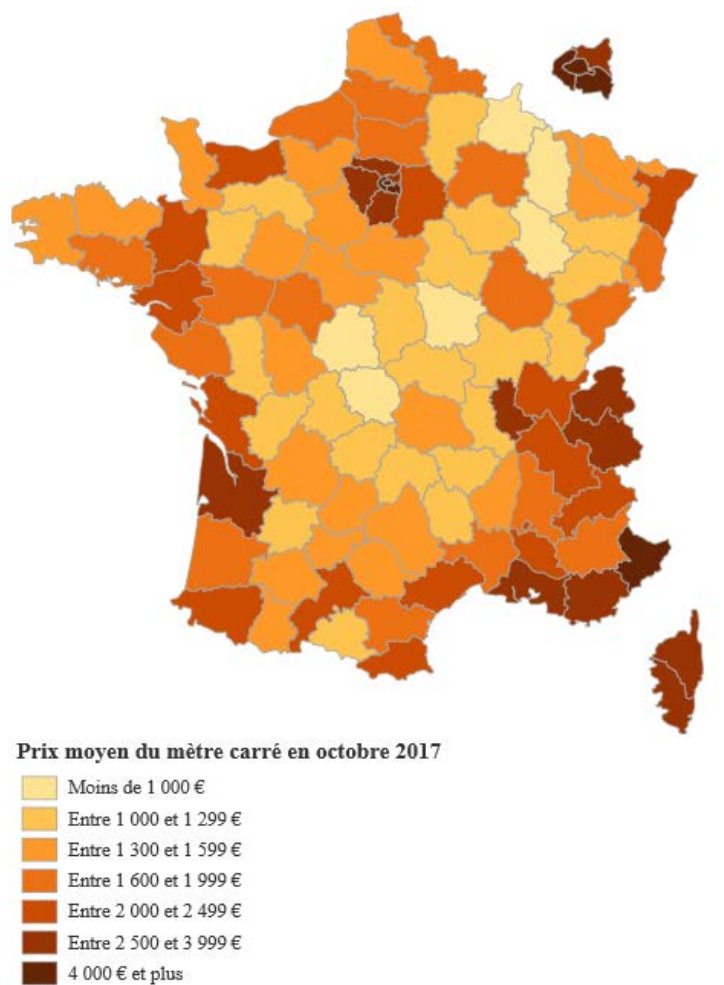 Prix moyen du mètre carré en octobre 2017
Moins de 1 000 €
Entre 1 000 et 1 299 €
Entre 1 300 et 1 599 €
Entre 1 600 et 1 999 €
Entre 2 000 et 2 499 €
Entre 2 500 et 3 999 €
4 000 € et plus